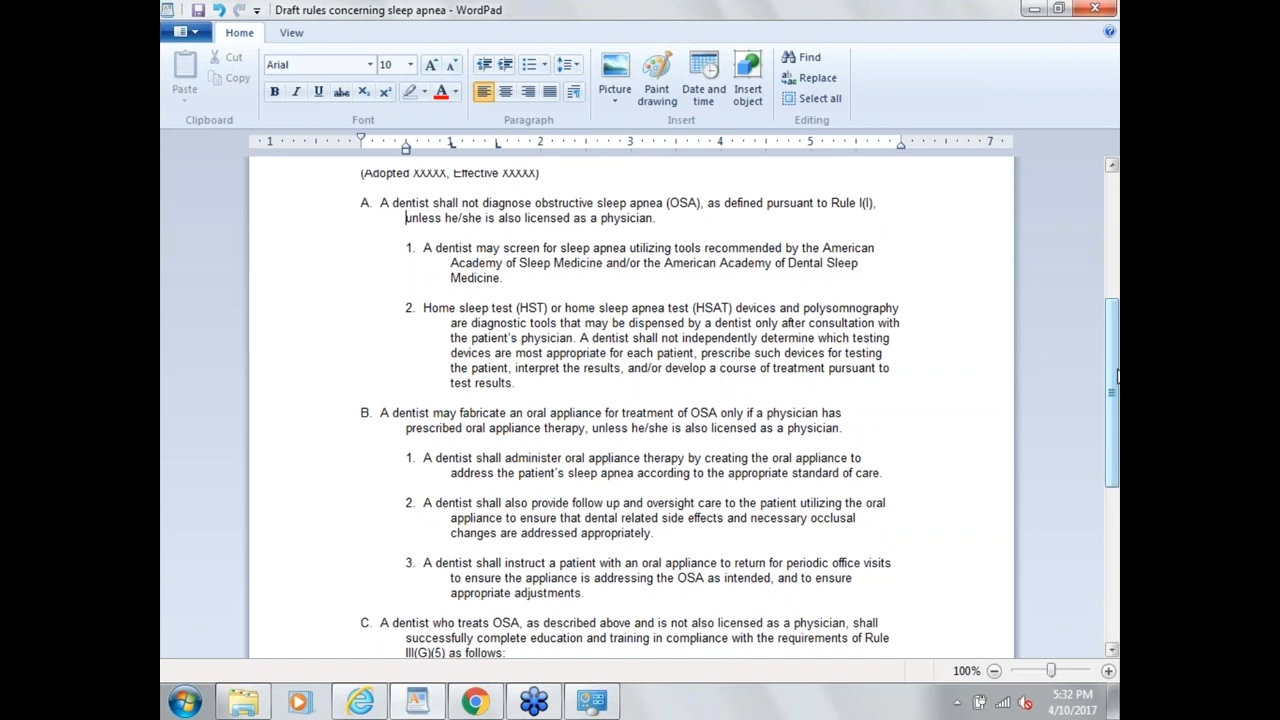 Draft rules concerning sleep apnea - WordPad
Home View
Cut
Copy
Paste
Clipboard
Arial 10
Font
Paragraph
Picture
Paint drawing
Date and time
Insert object
Insert
Find
Replace
Select all
Editing
1 1 2 3 4 5 7
(Adopted XXXXX, Effective XXXXX)
A. A dentist shall not diagnose obstructive sleep apnea (OSA), as defined pursuant to Rule I(I),
unless he/she is also licensed as a physician.
1. A dentist may screen for sleep apnea utilizing tools recommended by the American
Academy of Sleep Medicine and/or the American Academy of Dental Sleep
Medicine.
2. Home sleep test (HST) or home sleep apnea test (HSAT) devices and polysomnography
are diagnostic tools that may be dispensed by a dentist only after consultation with
the patient's physician. A dentist shall not independently determine which testing
devices are most appropriate for each patient, prescribe such devices for testing
the patient, interpret the results, and/or develop a course of treatment pursuant to
test results.
B. A dentist may fabricate an oral appliance for treatment of OSA only if a physician has
prescribed oral appliance therapy, unless he/she is also licensed as a physician.
1. A dentist shall administer oral appliance therapy by creating the oral appliance to
address the patient's sleep apnea according to the appropriate standard of care.
2. A dentist shall also provide follow up and oversight care to the patient utilizing the oral
appliance to ensure that dental related side effects and necessary occlusal
changes are addressed appropriately.
3. A dentist shall instruct a patient with an oral appliance to return for periodic office visits
to ensure the appliance is addressing the OSA as intended, and to ensure
appropriate adjustments.
C. A dentist who treats OSA, as described above and is not also licensed as a physician, shall
successfully complete education and training in compliance with the requirements of Rule
III(G)(5) as follows:
100%
5:32 PM
4/10/2017